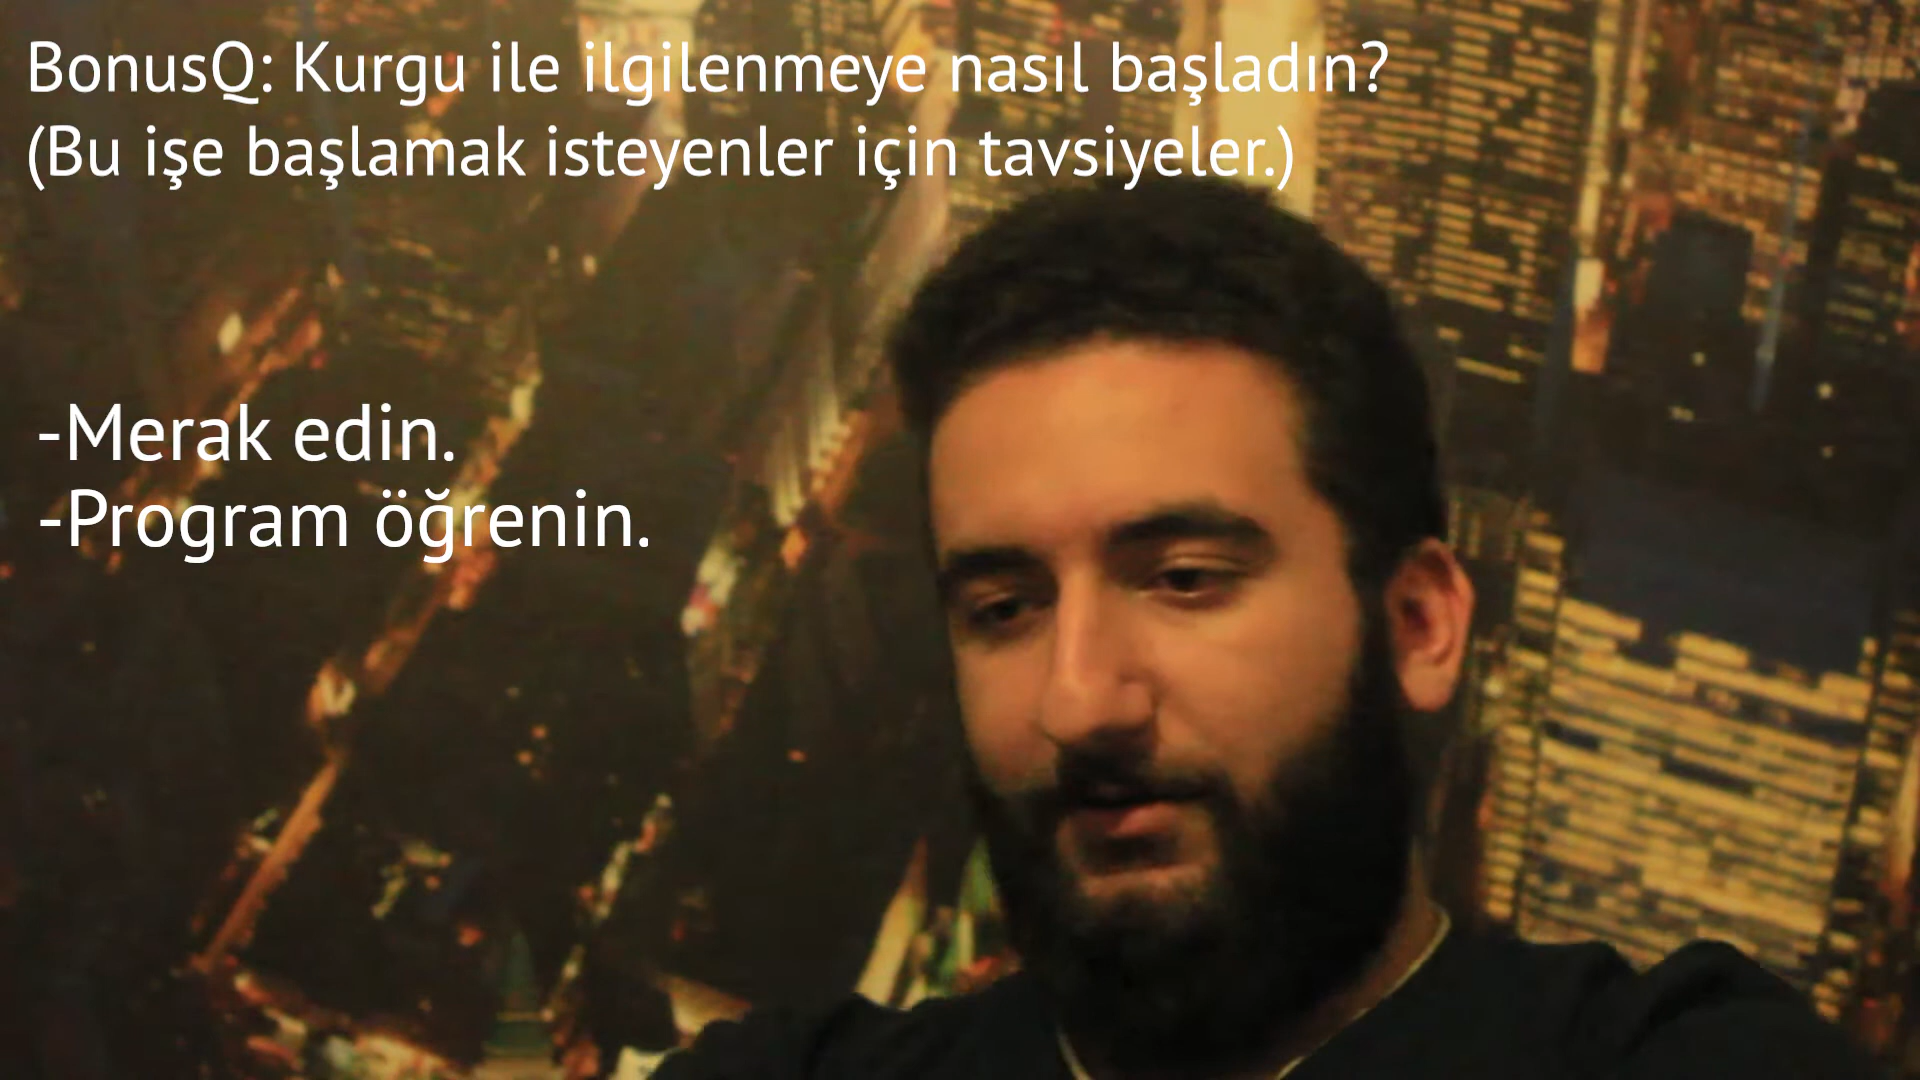 BonusQ: Kurgu ile ilgilenmeye nasıl başladın?
(Bu işe başlamak isteyenler için tavsiyeler.)
-Merak edin.
-Program öğrenin.